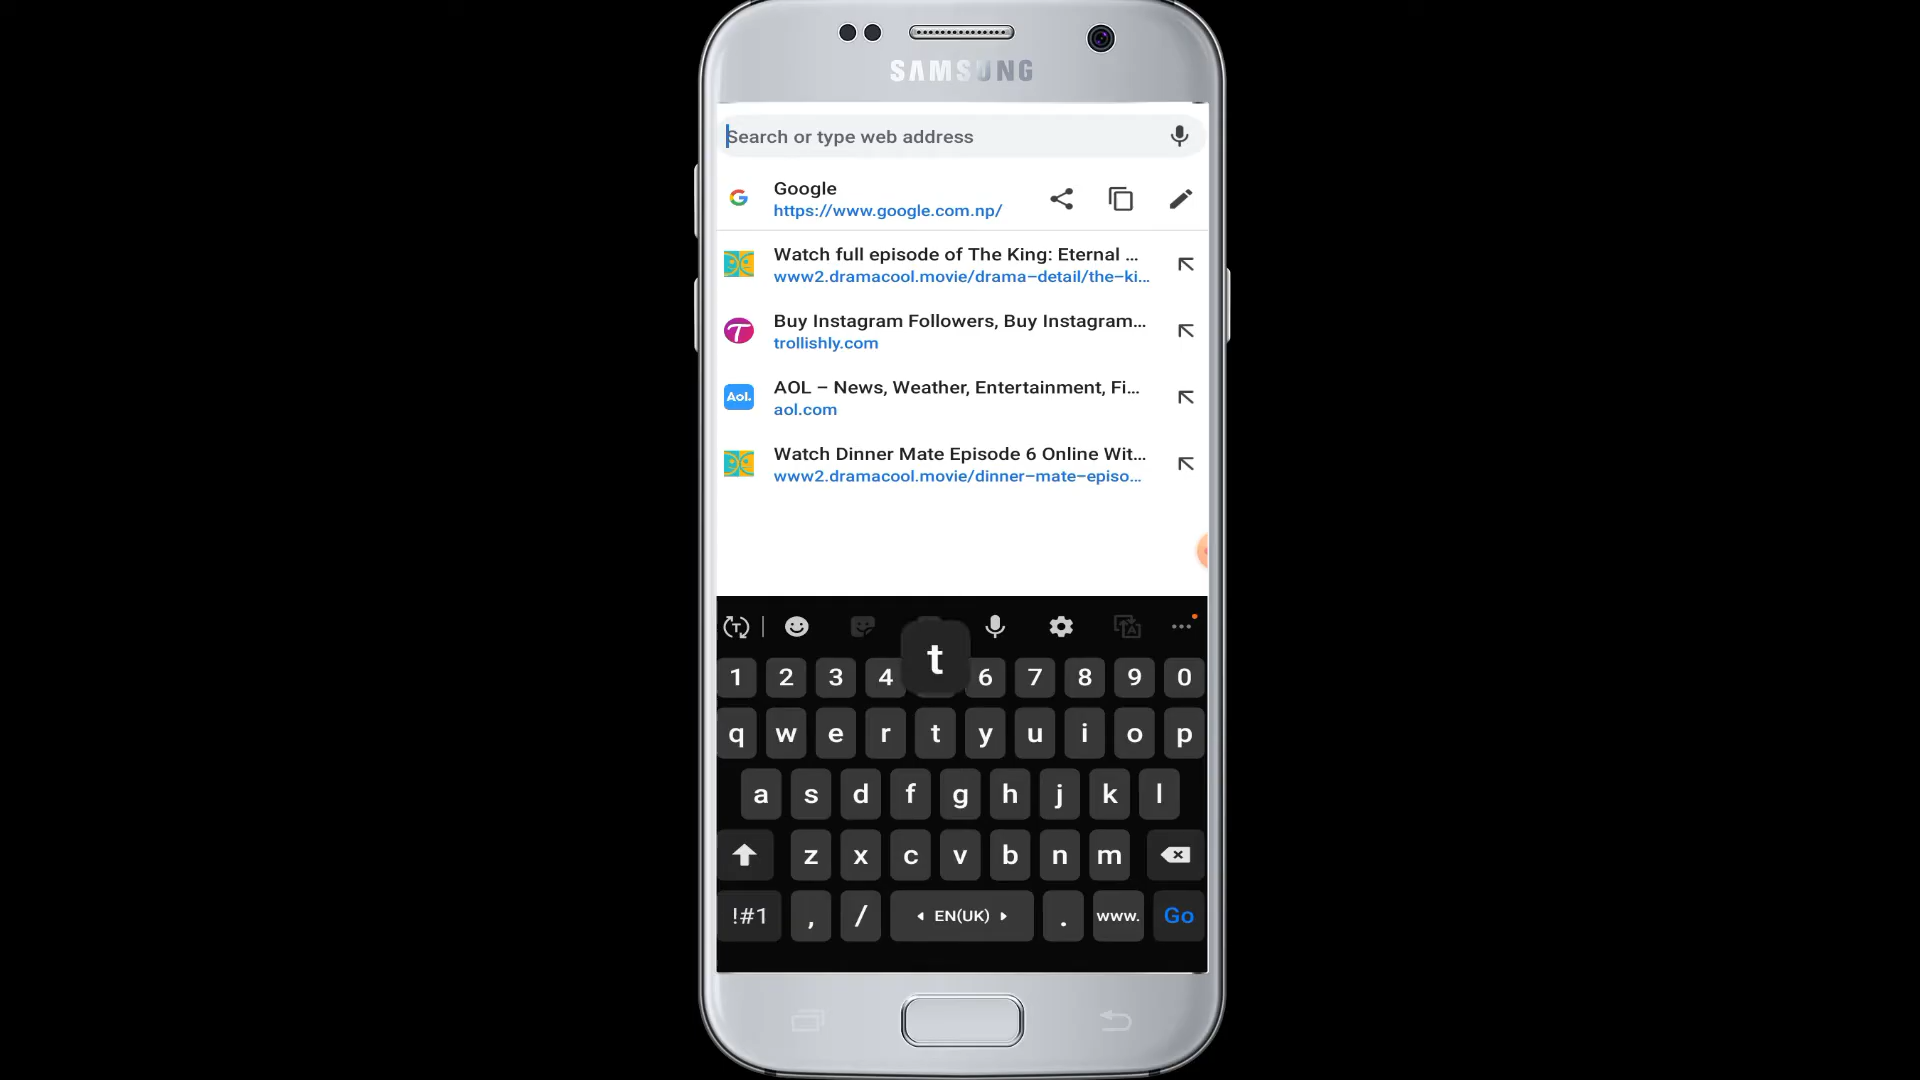 SAMSUNG
Search or type web address
Google
https://www.google.com.np/
Watch full episode of The King: Eternal ...
www2.dramacool.movie/drama-detail/the-ki...
Buy Instagram Followers, Buy Instagram...
trollishly.com
Aol.
AOL – News, Weather, Entertainment, Fi...
aol.com
Watch Dinner Mate Episode 6 Online Wit...
www2.dramacool.movie/dinner-mate-episo...
t
1 2 3 4 6 7 8 9 0
q w e r t y u i o p
a s d f g h j k l
z x c v b n m
!#1 , / EN(UK) . www. Go